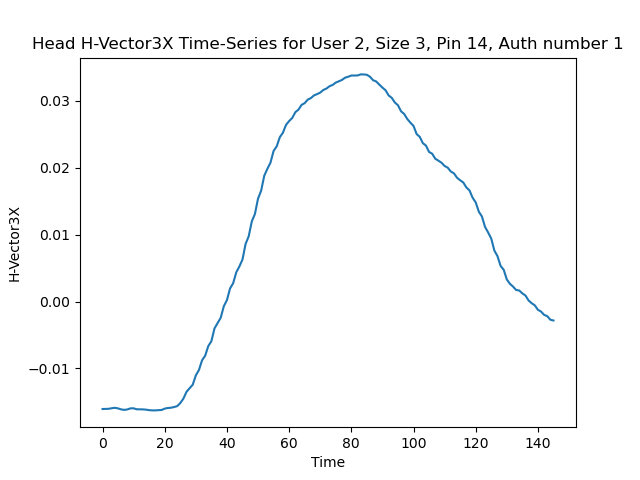 Head H-Vector3X Time-Series for User 2, Size 3, Pin 14, Auth number 1
H-Vector3X
0.03
0.02
0.01
0.00
−0.01
0 20 40 60 80 100 120 140
Time